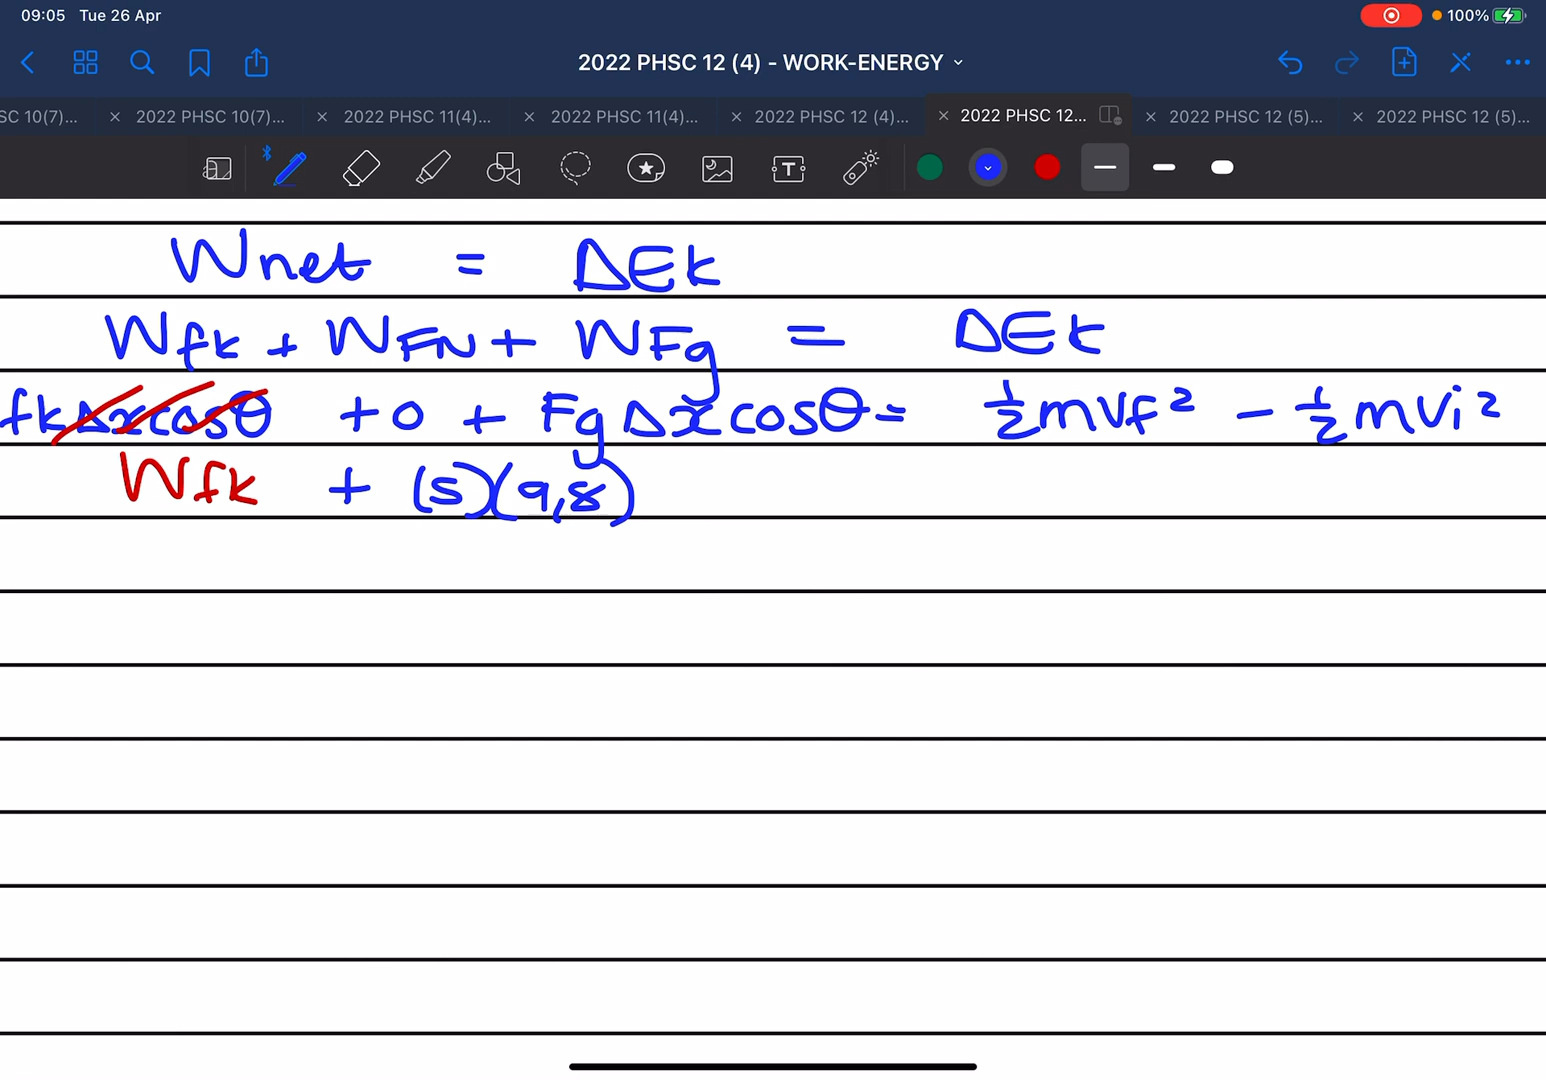 09:05 Tue 26 Apr 100%
2022 PHSC 12 (4) - WORK-ENERGY
SC 10(7)... × 2022 PHSC 10(7)... × 2022 PHSC 11(4)... × 2022 PHSC 11(4)... × 2022 PHSC 12 (4)... × 2022 PHSC 12... × 2022 PHSC 12 (5)... × 2022 PHSC 12 (5)...
T
Wnet = ΔEk
Wfk + WFN + WFg = ΔEk
fkΔxcosθ + 0 + FgΔxcosθ = ½mvf² - ½mvi²
Wfk + (5)(9,8)